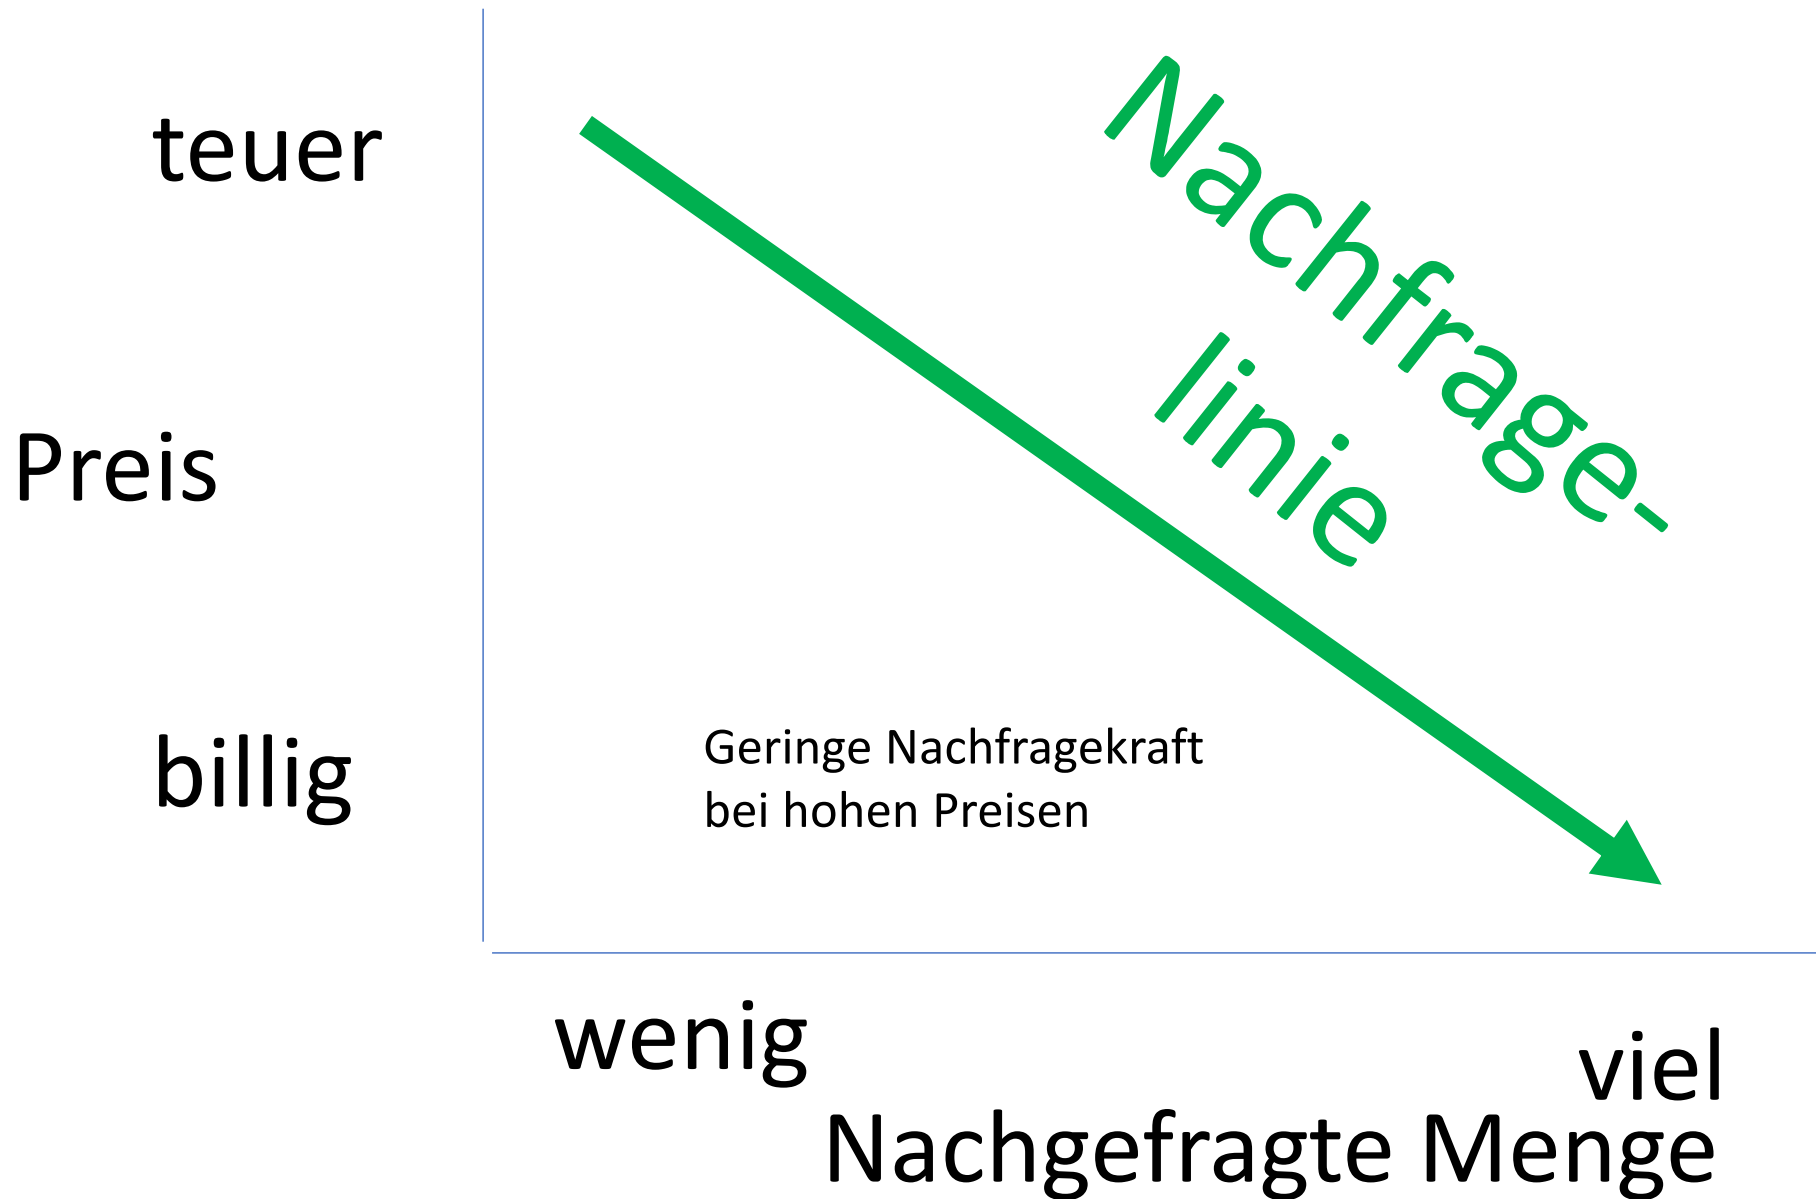 teuer
Nachfrage-
linie
Preis
billig
Geringe Nachfragekraft
bei hohen Preisen
wenig
viel
Nachgefragte Menge